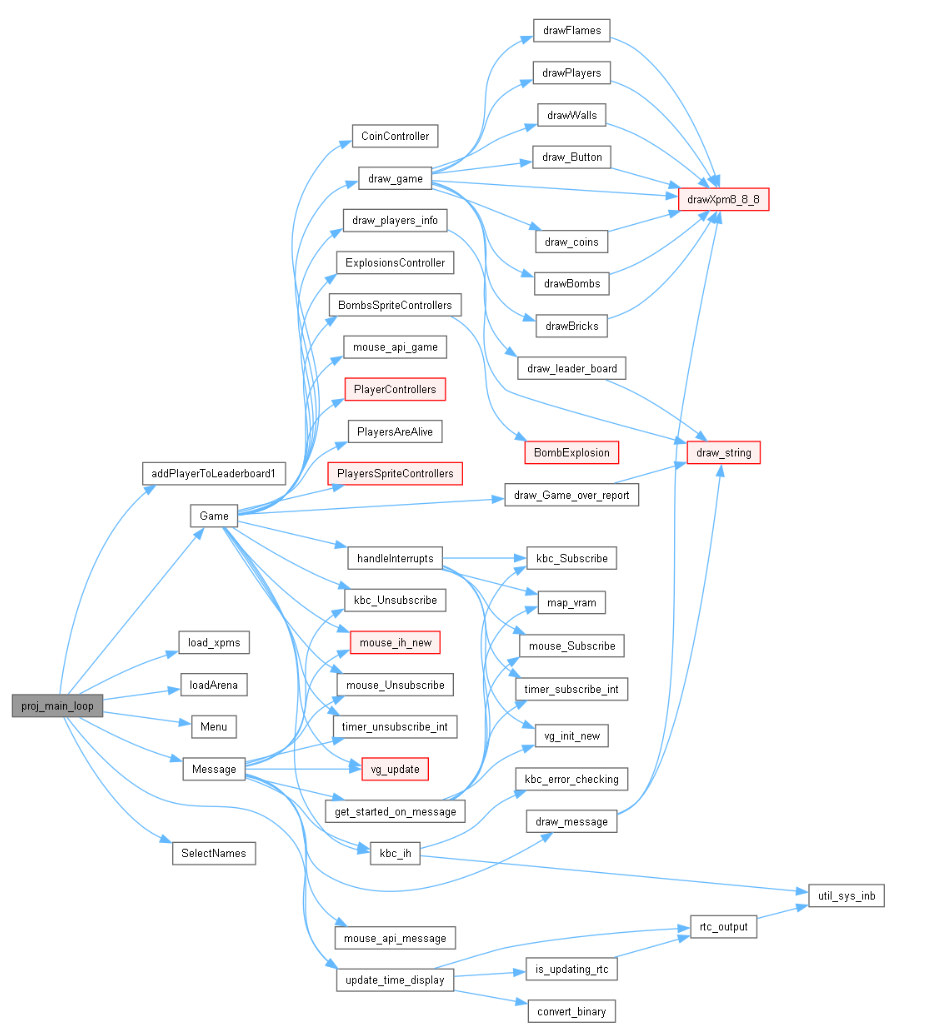 drawFlames
drawPlayers
drawWalls
CoinController
draw_Button
draw_game
drawXpm8_8_8
draw_players_info
draw_coins
ExplosionsController
drawBombs
BombsSpriteControllers
drawBricks
mouse_api_game
draw_leader_board
PlayerControllers
PlayersAreAlive
BombExplosion
draw_string
addPlayerToLeaderboard1
PlayersSpriteControllers
draw_Game_over_report
Game
handleInterrupts
kbc_Subscribe
kbc_Unsubscribe
map_vram
load_xpms
mouse_ih_new
mouse_Subscribe
loadArena
mouse_Unsubscribe
timer_subscribe_int
proj_main_loop
Menu
timer_unsubscribe_int
vg_init_new
Message
vg_update
kbc_error_checking
get_started_on_message
draw_message
SelectNames
kbc_ih
util_sys_inb
rtc_output
mouse_api_message
is_updating_rtc
update_time_display
convert_binary